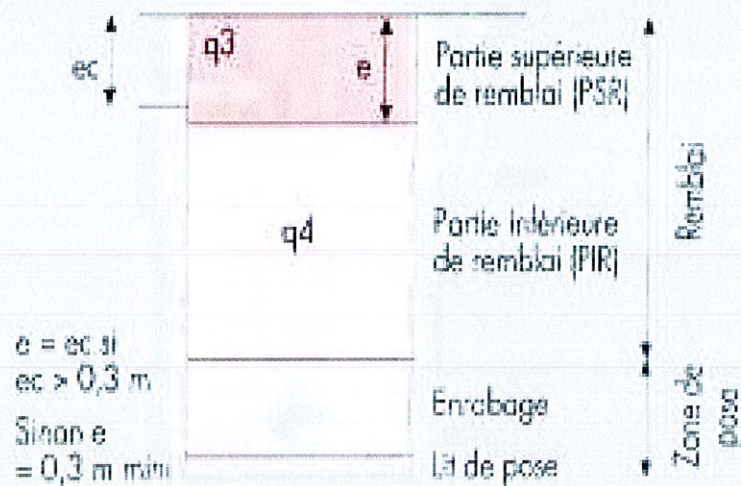 ec
q3
e
Partie supérieure
de remblai (PSR)
q4
Partie inférieure
de remblai (PIR)
Remblai
e = ec si
ec > 0,3 m
Sinon e
= 0,3 m mini
Enrobage
Lit de pose
Zone de
pose